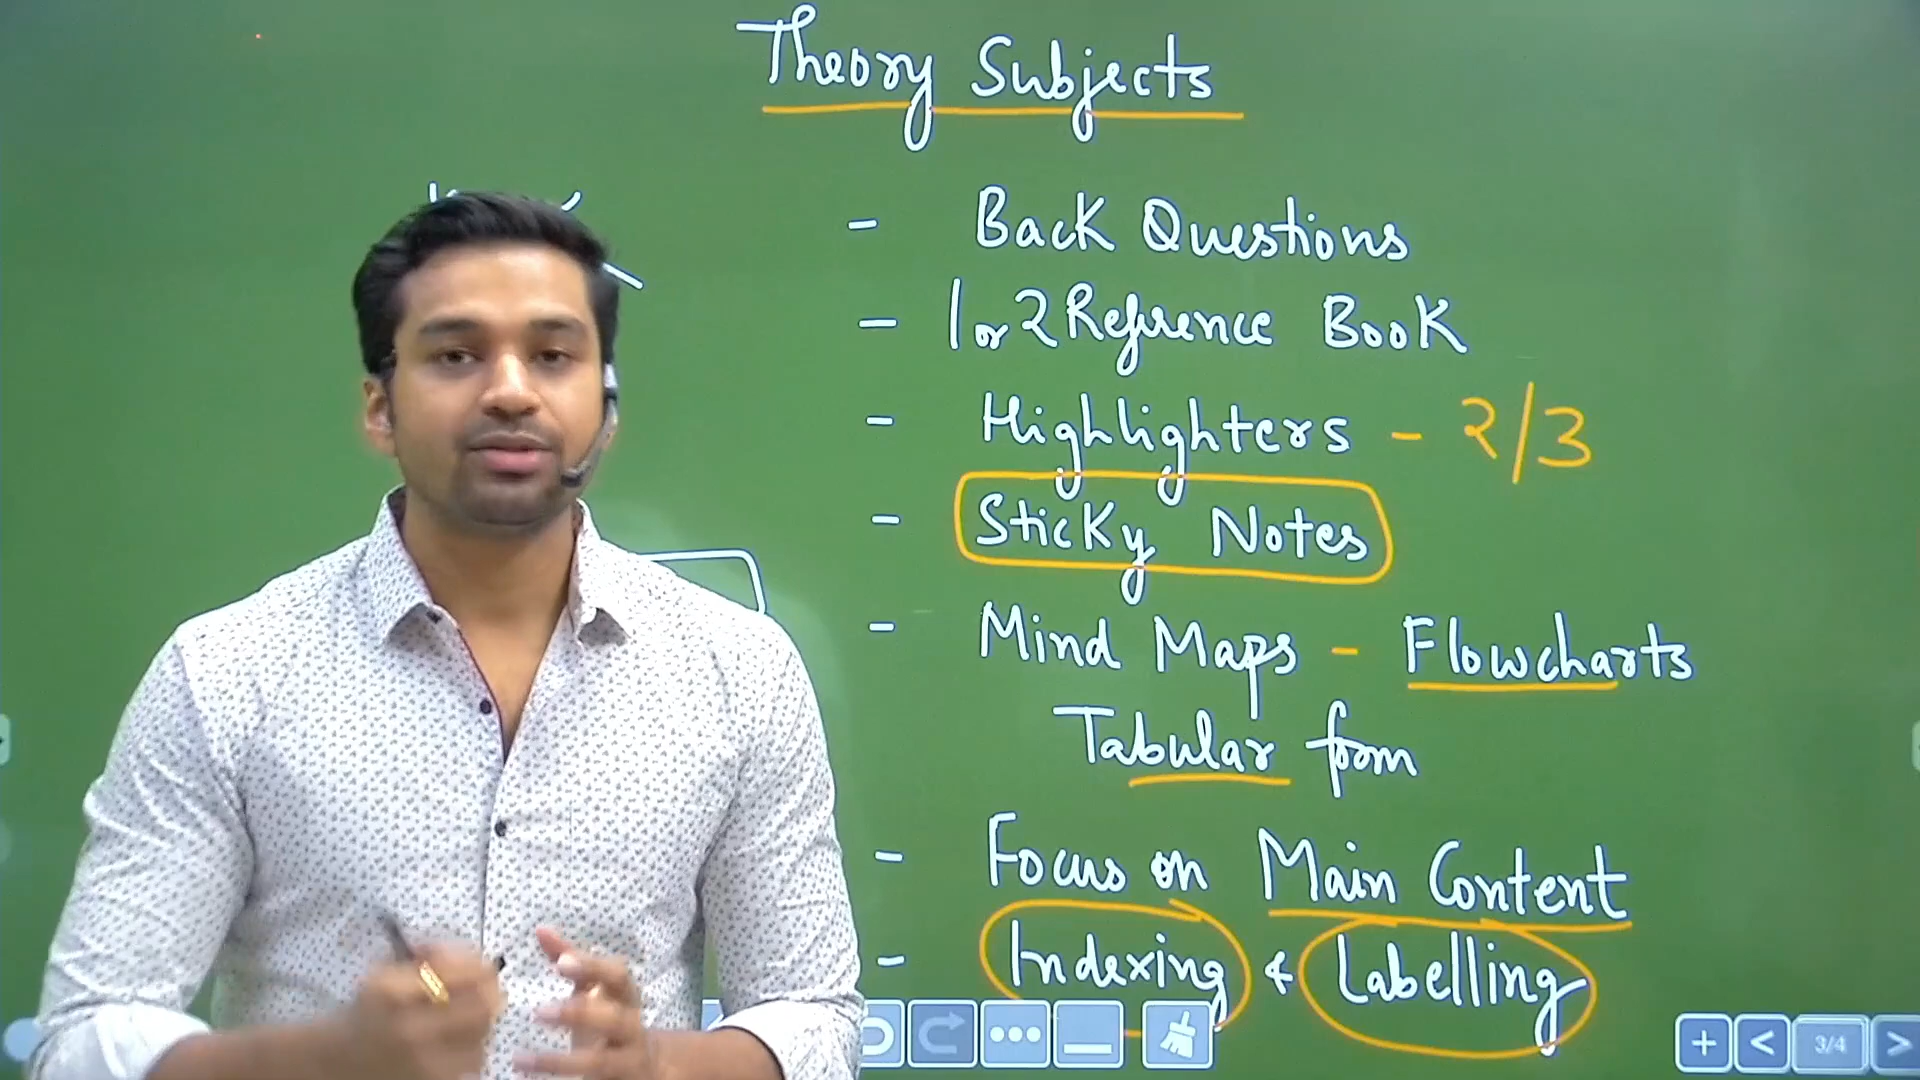 Theory Subjects
- Back Questions
- 1 or 2 Reference Book
- Highlighters - 2/3
- Sticky Notes
- Mind Maps - Flowcharts
Tabular form
- Focus on Main Content
- Indexing & Labelling
3/4